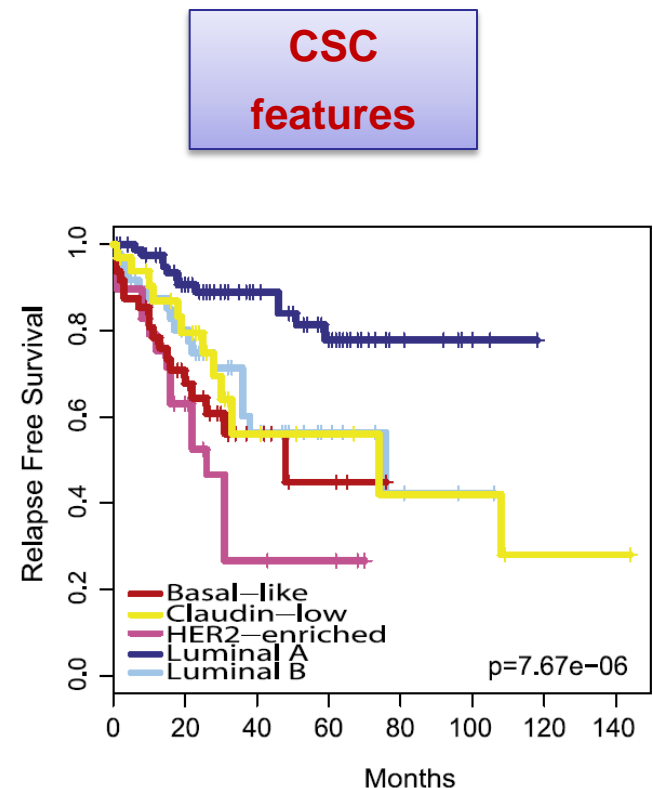 CSC
features
Relapse Free Survival
1.0
0.8
0.6
0.4
0.2
0.0
Basal–like
Claudin–low
HER2–enriched
Luminal A
Luminal B
p=7.67e−06
0 20 40 60 80 100 120 140
Months